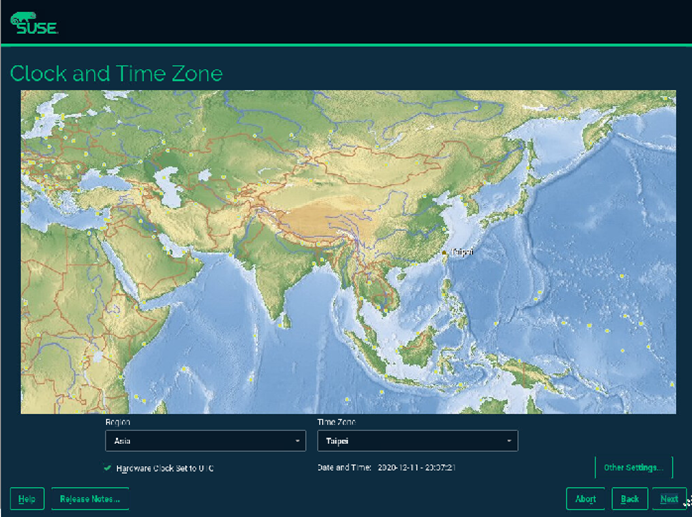 SUSE
Clock and Time Zone
Taipei
Region
Time Zone
Asia
Taipei
Hardware Clock Set to UTC
Date and Time: 2020-12-11 - 23:37:21
Other Settings...
Help
Release Notes...
Abort
Back
Next